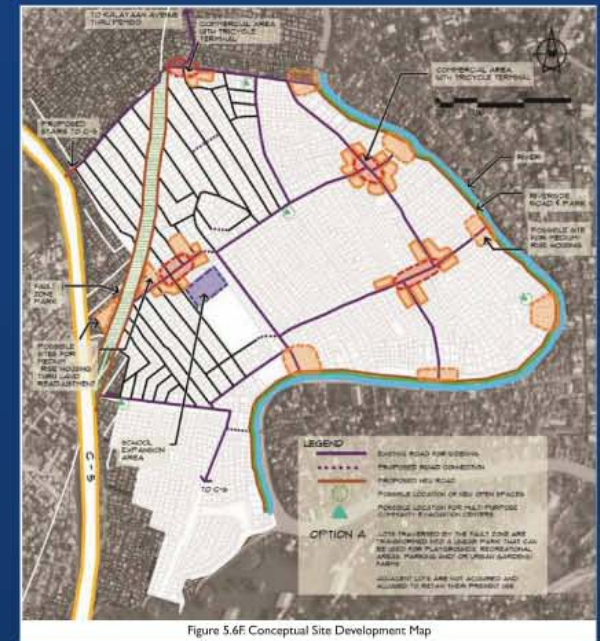 TO KALAYAAN AVENUE
THRU PEMBO
COMMERCIAL AREA
WITH TRICYCLE
TERMINAL
COMMERCIAL AREA
WITH TRICYCLE
TERMINAL
PROPOSED
STAIRS TO C-5
RIVER
RIVERSIDE
ROAD & PARK
POSSIBLE SITE
FOR MEDIUM
RISE HOUSING
FAULT
ZONE
PARK
POSSIBLE
SITES FOR
MEDIUM
RISE HOUSING
THRU LAND
READJUSTMENT
SCHOOL
EXPANSION
AREA
C-5
TO C-5
LEGEND
EXISTING ROAD FOR WIDENING
PROPOSED ROAD CONNECTION
PROPOSED NEW ROAD
POSSIBLE LOCATION OF NEW OPEN SPACES
POSSIBLE LOCATION FOR MULTI PURPOSE
COMMUNITY EVACUATION CENTERS
OPTION A
LOTS TRAVERSED BY THE FAULT ZONE ARE
TRANSFORMED INTO A LINEAR PARK THAT CAN
BE USED FOR PLAYGROUNDS, RECREATIONAL
AREAS, PARKING AND/ OR URBAN GARDENS/
FARMS
ADJACENT LOTS ARE NOT ACQUIRED AND
ALLOWED TO RETAIN THEIR PRESENT USE
Figure 5.6F. Conceptual Site Development Map